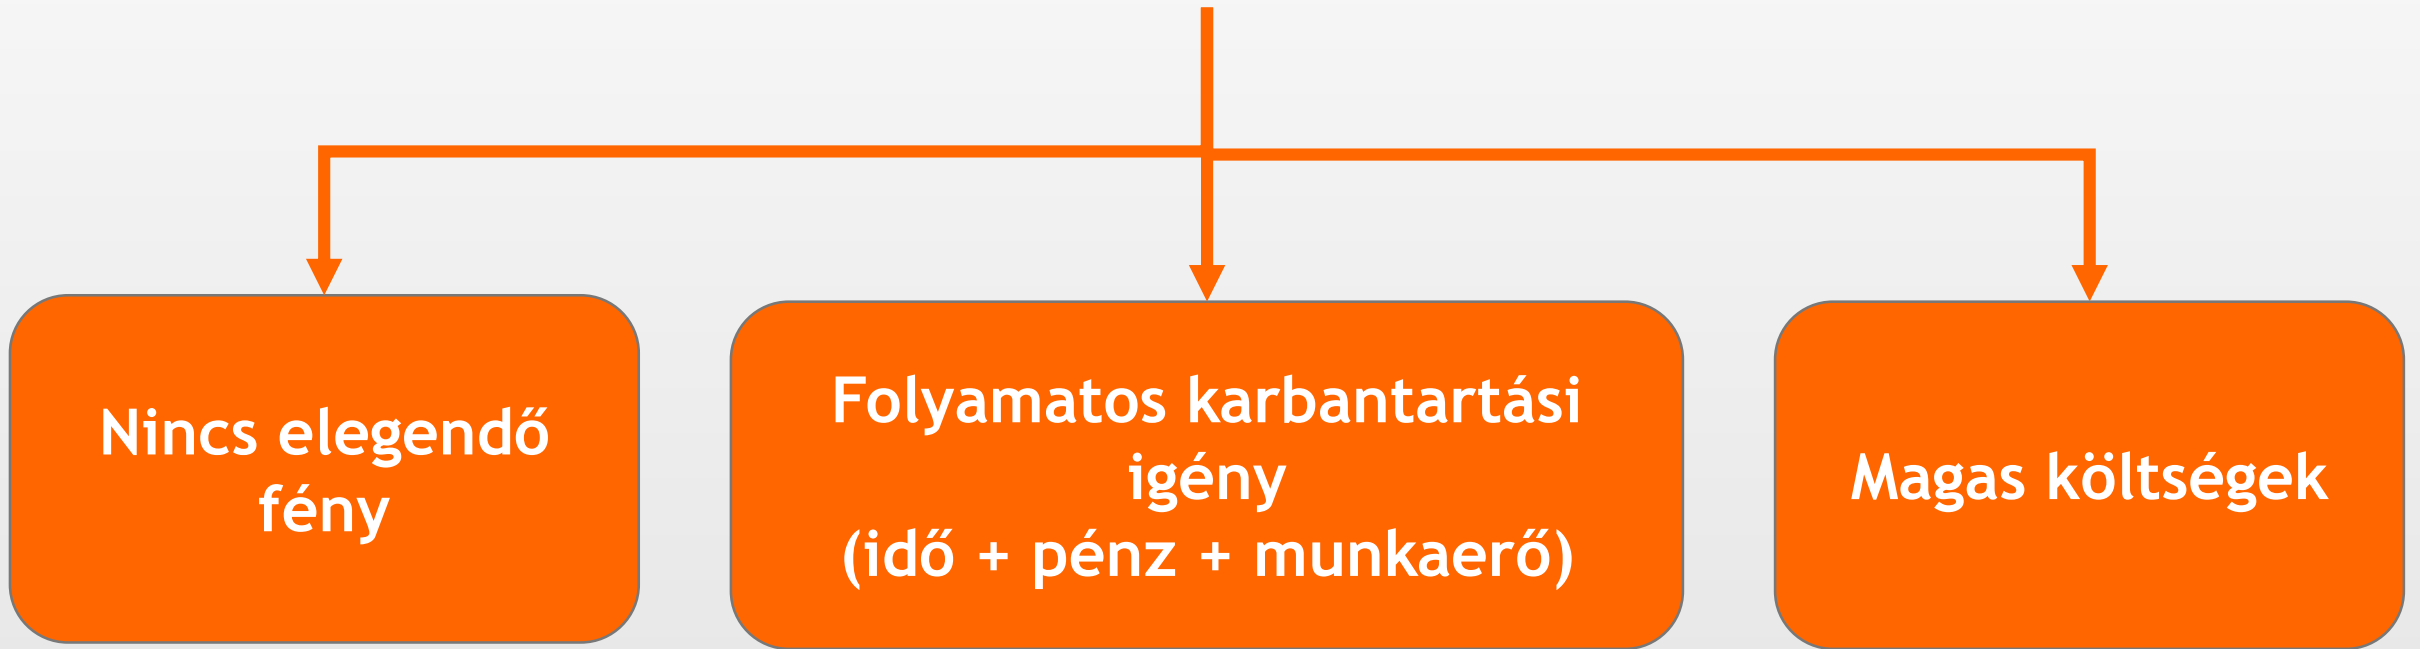 Nincs elegendő
fény
Folyamatos karbantartási
igény
(idő + pénz + munkaerő)
Magas költségek